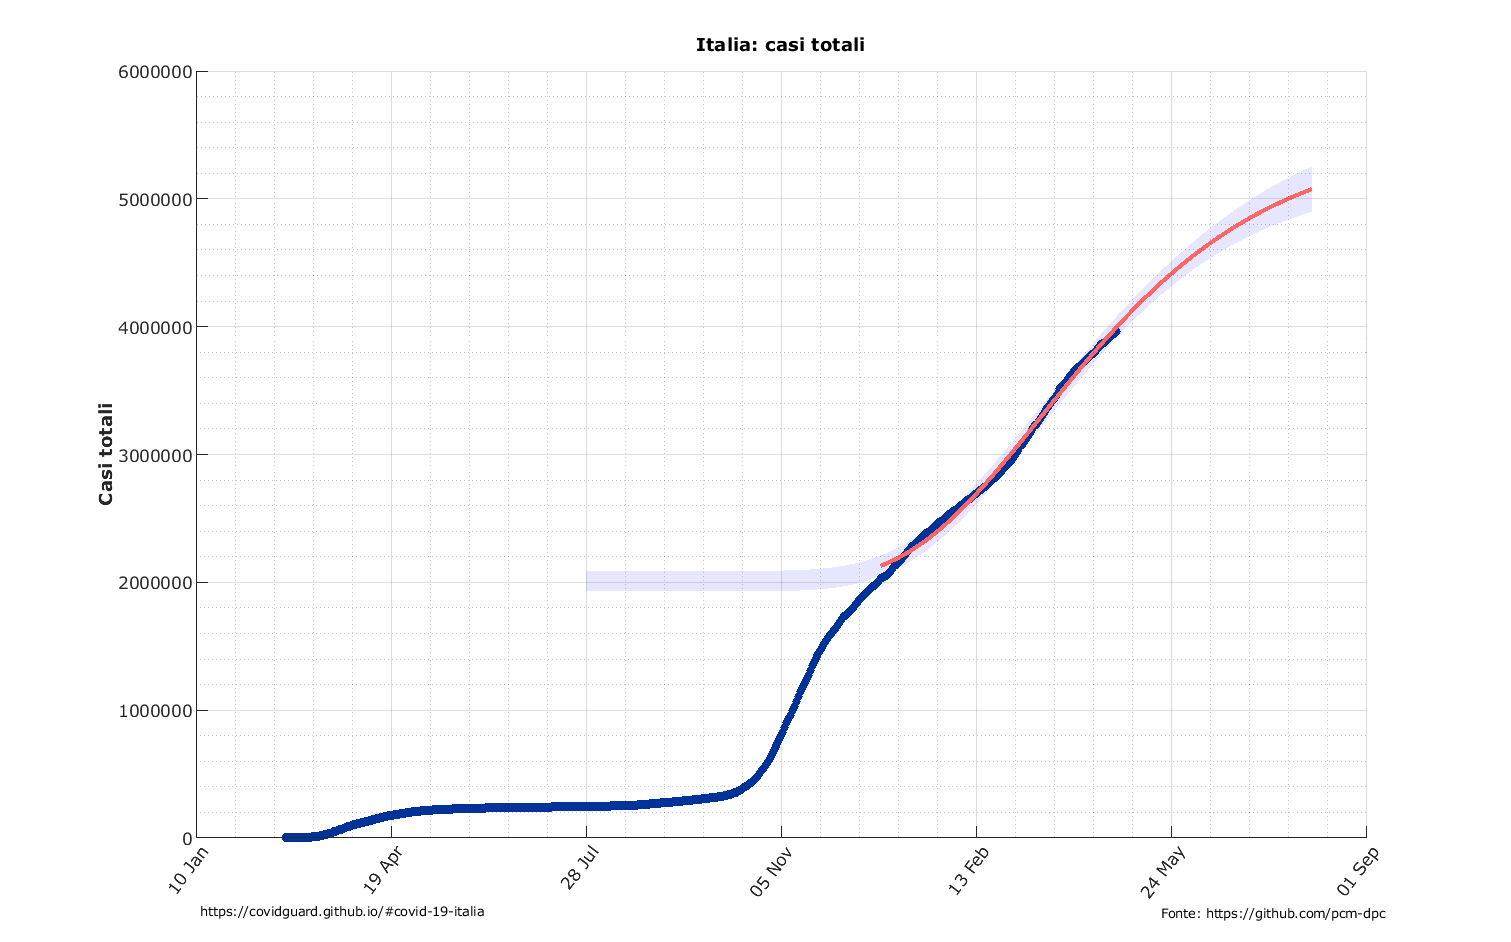 Italia: casi totali
6000000
5000000
4000000
3000000
2000000
1000000
0
Casi totali
10 Jan
19 Apr
28 Jul
05 Nov
13 Feb
24 May
01 Sep
https://covidguard.github.io/#covid-19-italia
Fonte: https://github.com/pcm-dpc